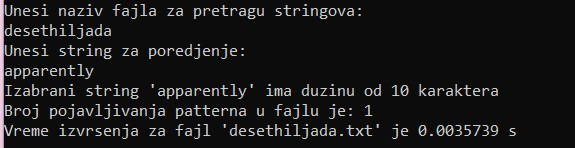 Unesi naziv fajla za pretragu stringova:
desethiljada
Unesi string za poredjenje:
apparently
Izabrani string 'apparently' ima duzinu od 10 karaktera
Broj pojavljivanja patterna u fajlu je: 1
Vreme izvrsenja za fajl 'desethiljada.txt' je 0.0035739 s